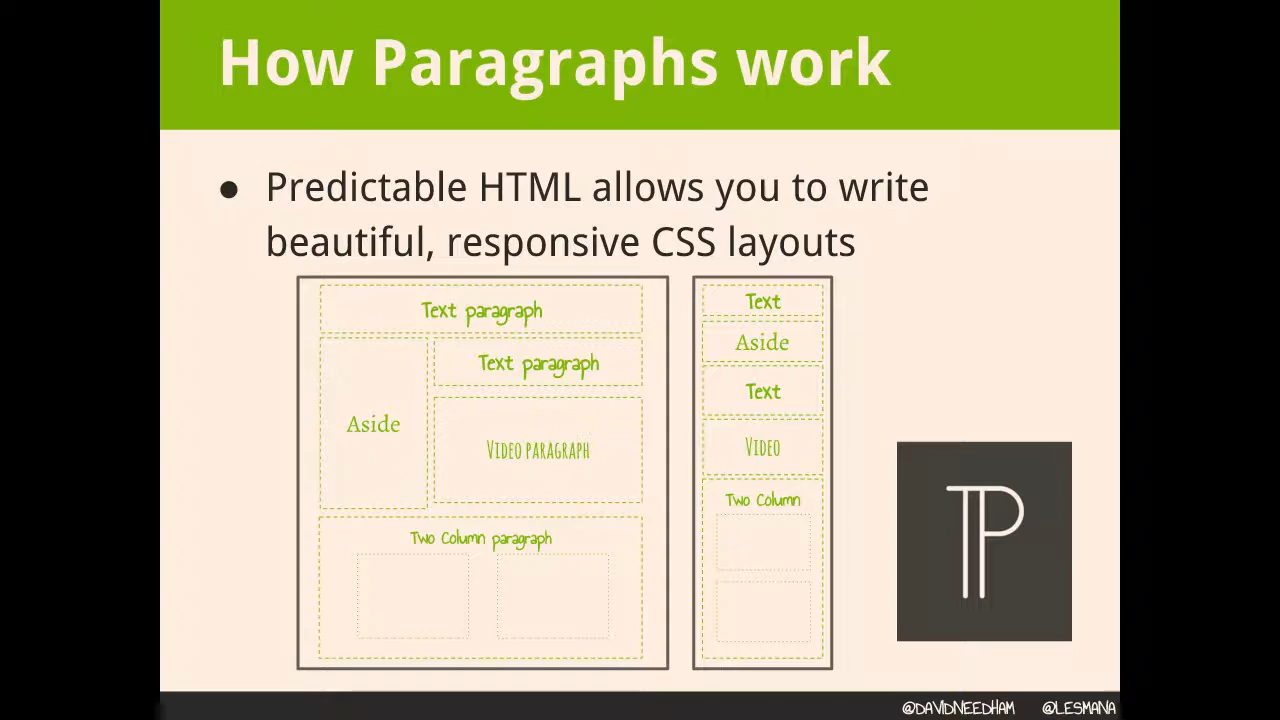 How Paragraphs work
● Predictable HTML allows you to write
beautiful, responsive CSS layouts
Text paragraph
Aside
Text paragraph
Video paragraph
Two Column paragraph
Text
Aside
Text
Video
Two Column
@DAVIDNEEDHAM
@LESMANA